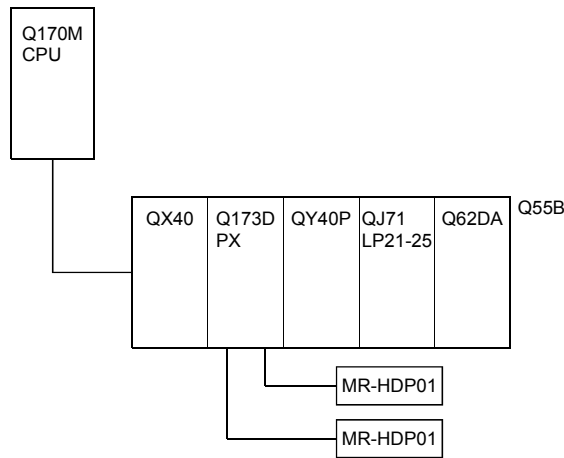 Q170M
CPU
QX40
Q173D
PX
QY40P
QJ71
LP21-25
Q62DA
Q55B
MR-HDP01
MR-HDP01